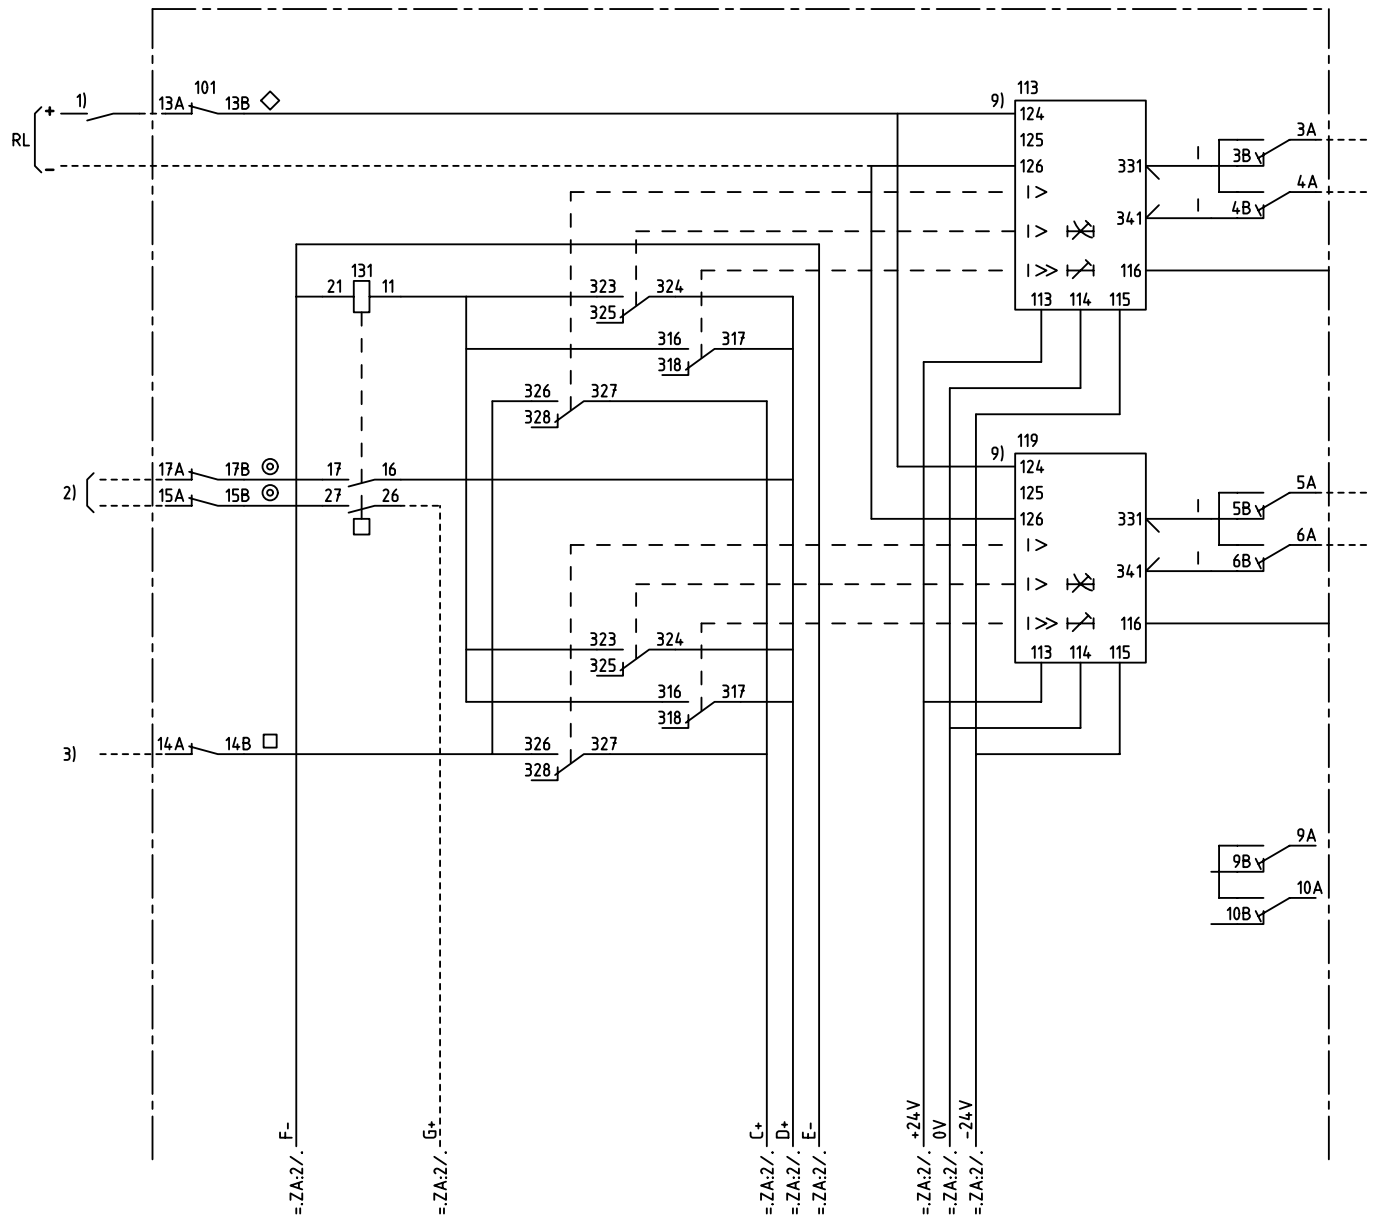 113
101
1)
13A
13B
9)
124
+
RL
-
125
3A
126
331
I
3B
4A
I>
341
I
4B
I>
131
I>>
116
21
11
323
324
113
114
115
325
316
317
318
326
327
328
119
9)
124
17A
17B
17
16
2)
125
5A
15A
15B
27
26
126
331
I
5B
6A
I>
341
I
6B
I>
I>>
116
323
324
113
114
115
325
316
317
318
3)
14A
14B
326
327
328
9A
9B
10A
10B
F-
G+
C+
D+
E-
+24V
0V
-24V
=.ZA:2/.
=.ZA:2/.
=.ZA:2/.
=.ZA:2/.
=.ZA:2/.
=.ZA:2/.
=.ZA:2/.
=.ZA:2/.